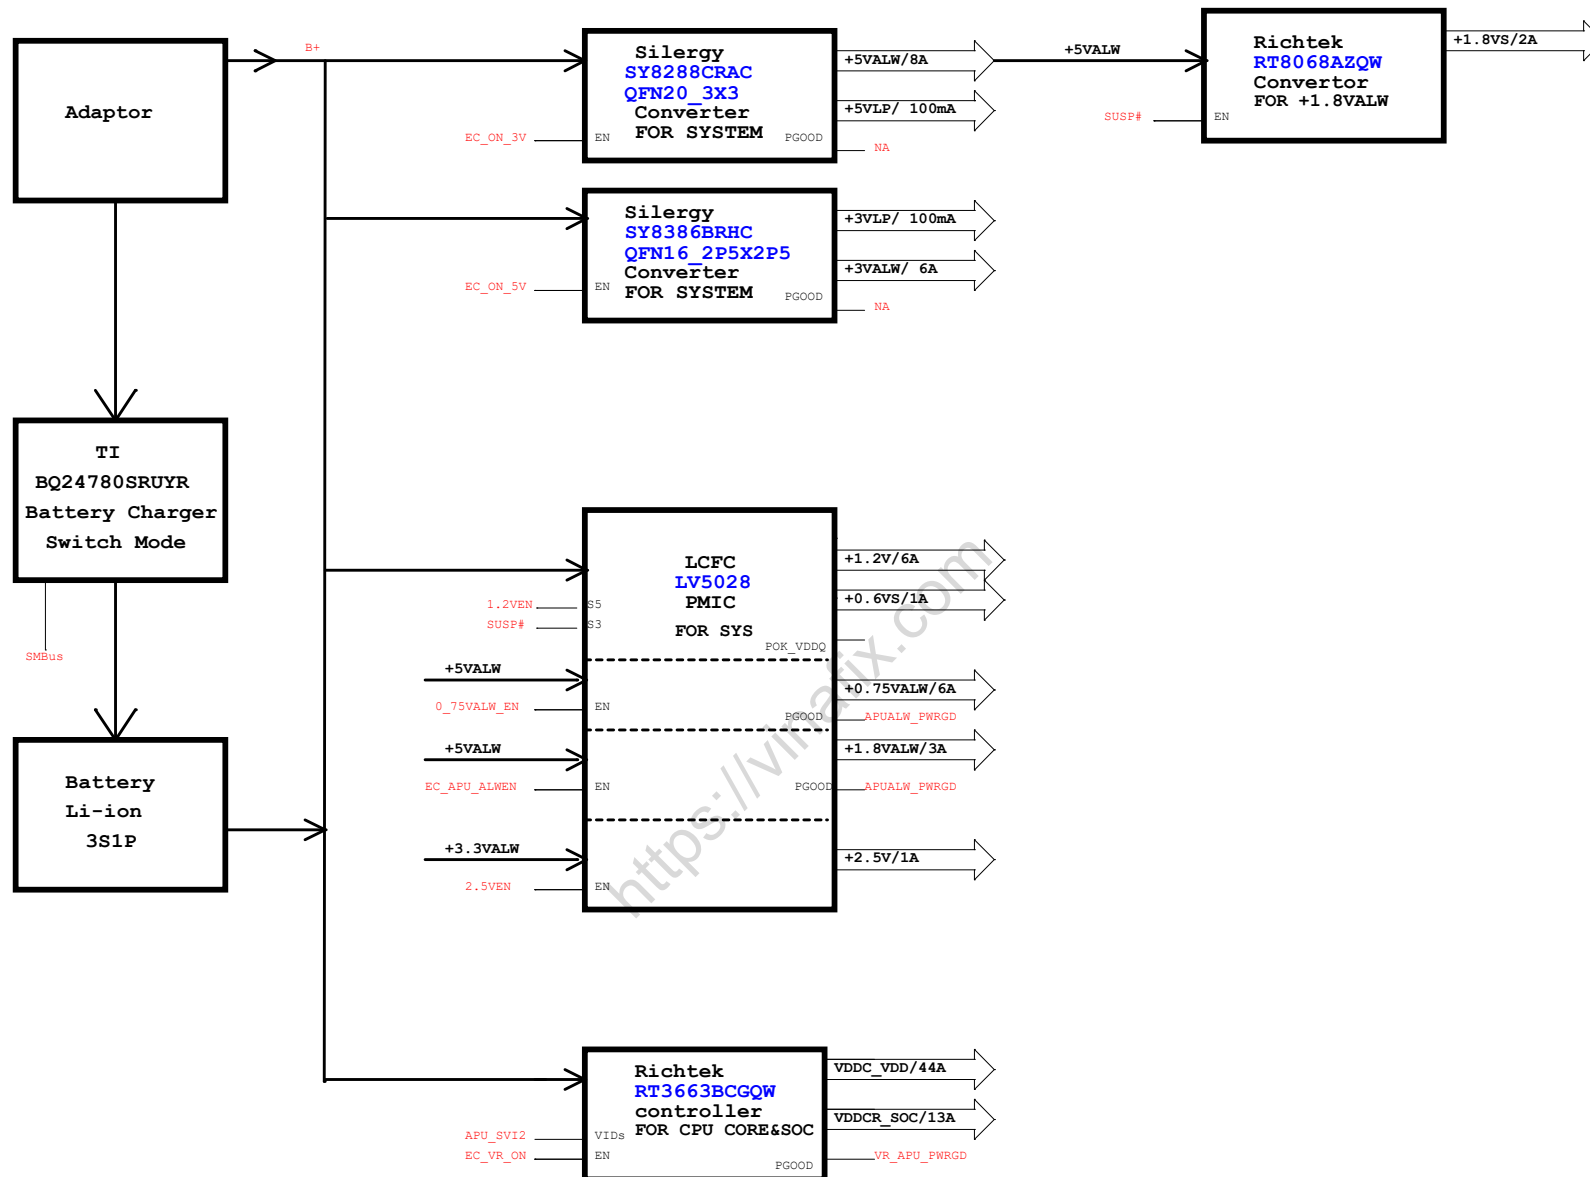 Adaptor
B+
Silergy
SY8288CRAC
QFN20_3X3
Converter
FOR SYSTEM
EC_ON_3V
EN
PGOOD
+5VALW/8A
+5VLP/ 100mA
NA
+5VALW
Richtek
RT8068AZQW
Convertor
FOR +1.8VALW
SUSP#
EN
+1.8VS/2A
Silergy
SY8386BRHC
QFN16_2P5X2P5
Converter
FOR SYSTEM
EC_ON_5V
EN
PGOOD
+3VLP/ 100mA
+3VALW/ 6A
NA
TI
BQ24780SRUYR
Battery Charger
Switch Mode
SMBus
Battery
Li-ion
3S1P
LCFC
LV5028
PMIC
FOR SYS
1.2VEN
S5
SUSP#
S3
POK_VDDQ
+1.2V/6A
+0.6VS/1A
+5VALW
0_75VALW_EN
EN
PGOOD
+0.75VALW/6A
APUALW_PWRGD
+5VALW
EC_APU_ALWEN
EN
PGOOD
+1.8VALW/3A
APUALW_PWRGD
+3.3VALW
2.5VEN
EN
+2.5V/1A
https://vinafix.com
Richtek
RT3663BCGQW
controller
FOR CPU CORE&SOC
APU_SVI2
VIDs
EC_VR_ON
EN
PGOOD
VDDC_VDD/44A
VDDCR_SOC/13A
VR_APU_PWRGD